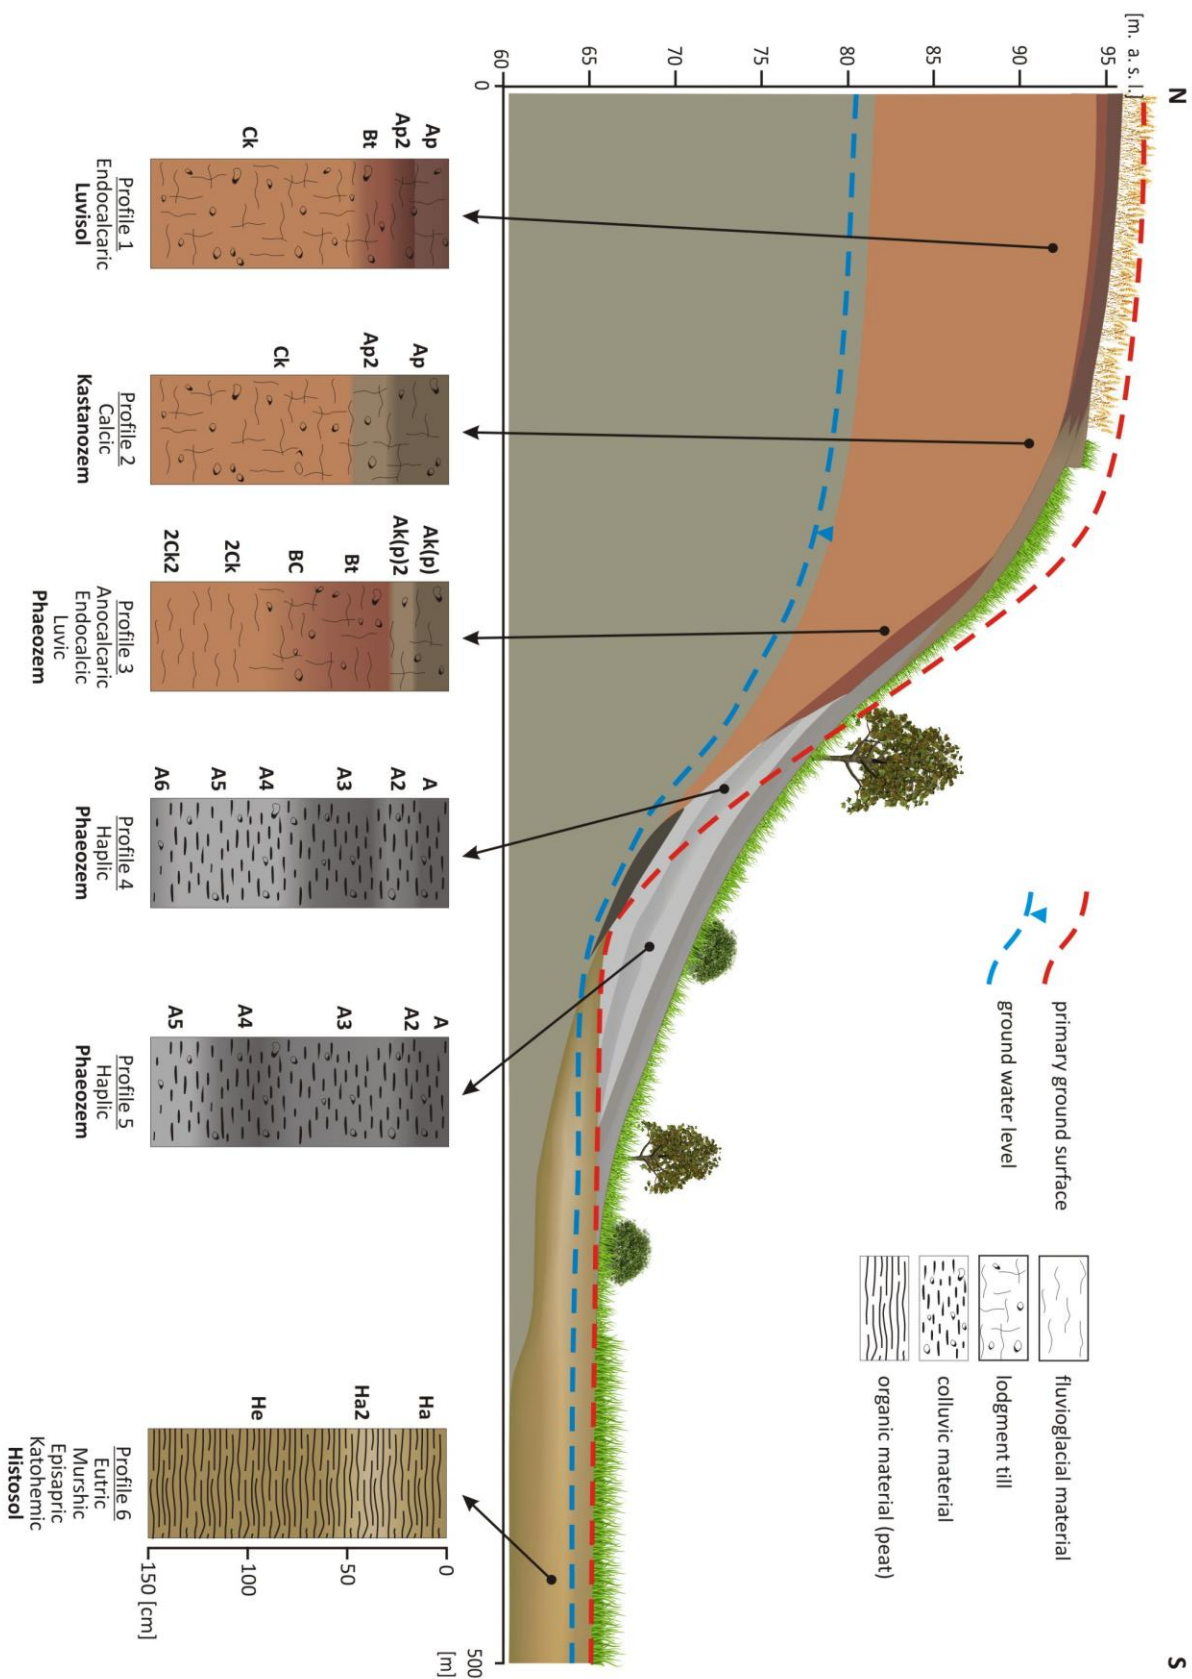 N
S
[m. a. s. l.]
95
90
85
80
75
70
65
60
0
500
[m]
primary ground surface
ground water level
fluvioglacial material
lodgment till
colluvic material
organic material (peat)
Ap
Ap2
Bt
Ck
Profile 1
Endocalcaric
Luvisol
Ap
Ap2
Ck
Profile 2
Calcic
Kastanozem
Ak(p)
Ak(p)2
Bt
BC
2Ck
2Ck2
Profile 3
Anocalcaric
Endocalcic
Luvic
Phaeozem
A
A2
A3
A4
A5
A6
Profile 4
Haplic
Phaeozem
A
A2
A3
A4
A5
Profile 5
Haplic
Phaeozem
Ha
Ha2
He
Profile 6
Eutric
Murshic
Episapric
Katohemic
Histosol
0
50
100
150 [cm]